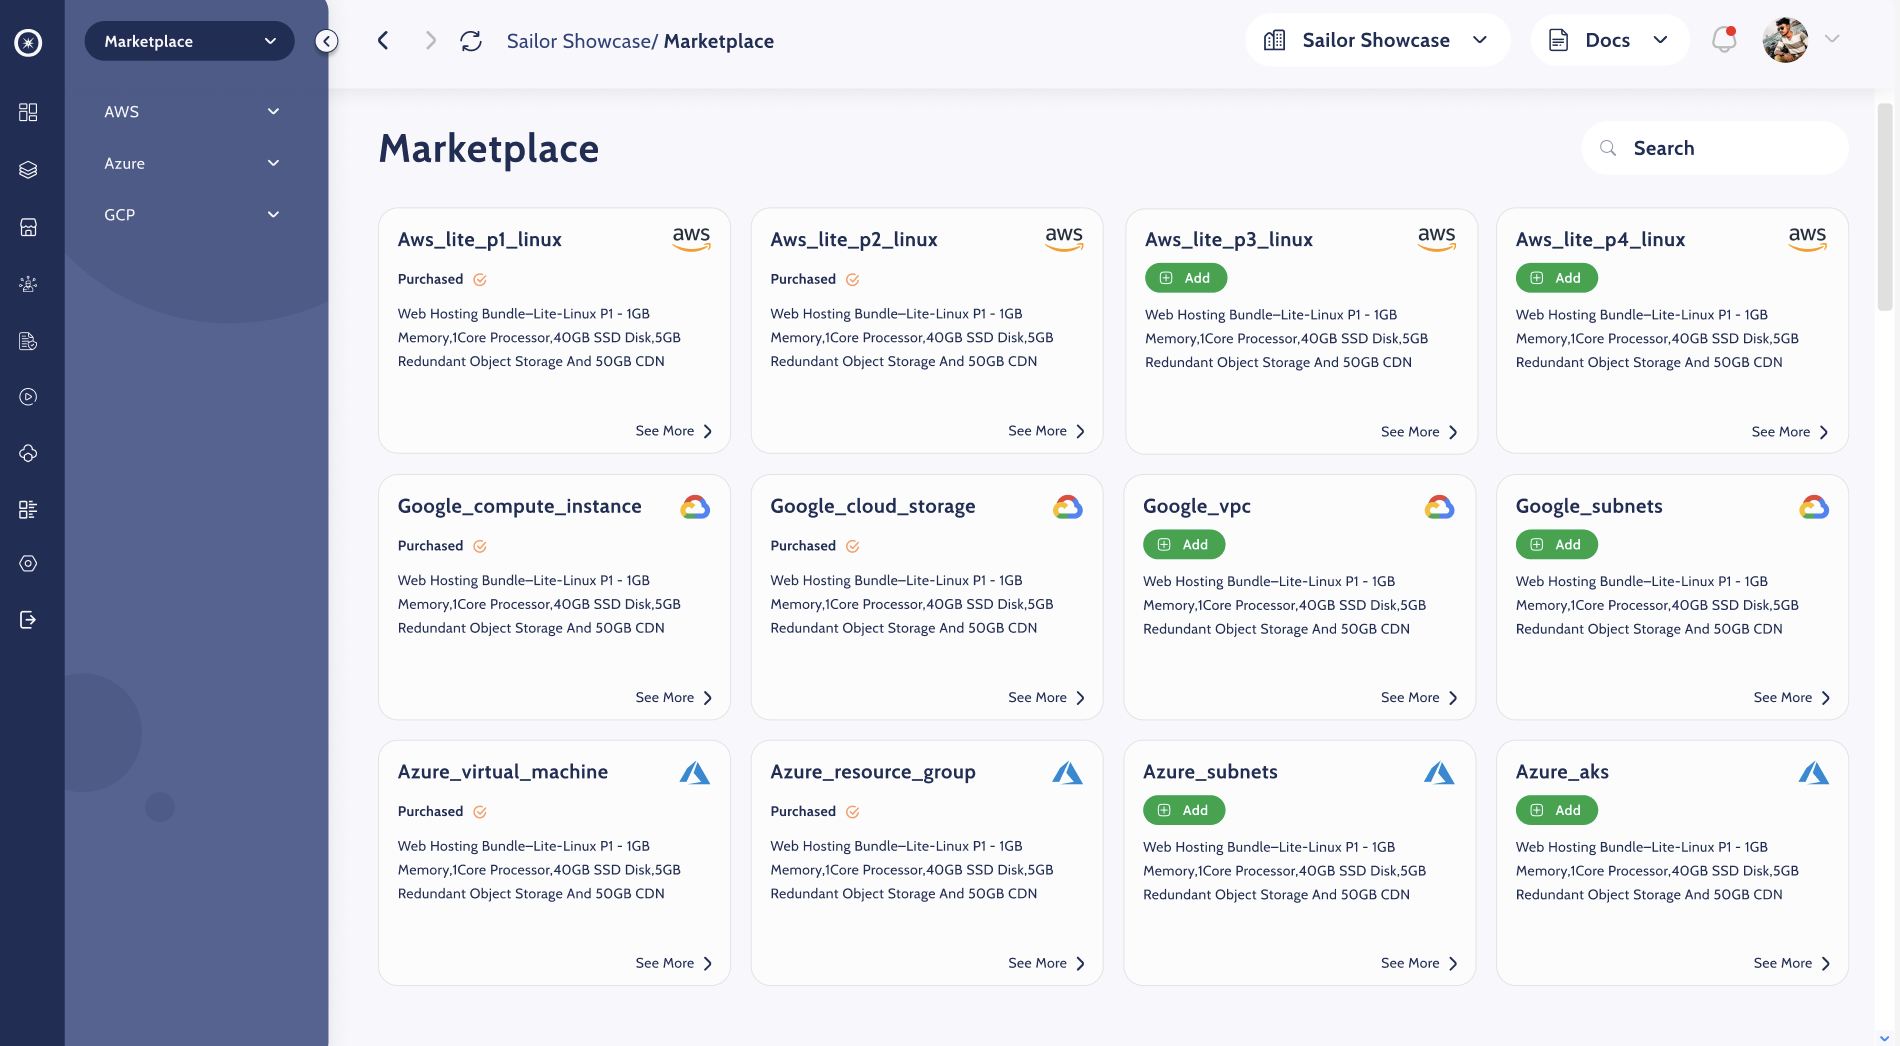 Marketplace
AWS
Azure
GCP
Sailor Showcase/ Marketplace
Sailor Showcase
Docs
Marketplace
Search
Aws_lite_p1_linux
aws
Purchased
Web Hosting Bundle–Lite-Linux P1 - 1GB
Memory,1Core Processor,40GB SSD Disk,5GB
Redundant Object Storage And 50GB CDN
See More
Aws_lite_p2_linux
aws
Purchased
Web Hosting Bundle–Lite-Linux P1 - 1GB
Memory,1Core Processor,40GB SSD Disk,5GB
Redundant Object Storage And 50GB CDN
See More
Aws_lite_p3_linux
aws
Add
Web Hosting Bundle–Lite-Linux P1 - 1GB
Memory,1Core Processor,40GB SSD Disk,5GB
Redundant Object Storage And 50GB CDN
See More
Aws_lite_p4_linux
aws
Add
Web Hosting Bundle–Lite-Linux P1 - 1GB
Memory,1Core Processor,40GB SSD Disk,5GB
Redundant Object Storage And 50GB CDN
See More
Google_compute_instance
Purchased
Web Hosting Bundle–Lite-Linux P1 - 1GB
Memory,1Core Processor,40GB SSD Disk,5GB
Redundant Object Storage And 50GB CDN
See More
Google_cloud_storage
Purchased
Web Hosting Bundle–Lite-Linux P1 - 1GB
Memory,1Core Processor,40GB SSD Disk,5GB
Redundant Object Storage And 50GB CDN
See More
Google_vpc
Add
Web Hosting Bundle–Lite-Linux P1 - 1GB
Memory,1Core Processor,40GB SSD Disk,5GB
Redundant Object Storage And 50GB CDN
See More
Google_subnets
Add
Web Hosting Bundle–Lite-Linux P1 - 1GB
Memory,1Core Processor,40GB SSD Disk,5GB
Redundant Object Storage And 50GB CDN
See More
Azure_virtual_machine
Purchased
Web Hosting Bundle–Lite-Linux P1 - 1GB
Memory,1Core Processor,40GB SSD Disk,5GB
Redundant Object Storage And 50GB CDN
See More
Azure_resource_group
Purchased
Web Hosting Bundle–Lite-Linux P1 - 1GB
Memory,1Core Processor,40GB SSD Disk,5GB
Redundant Object Storage And 50GB CDN
See More
Azure_subnets
Add
Web Hosting Bundle–Lite-Linux P1 - 1GB
Memory,1Core Processor,40GB SSD Disk,5GB
Redundant Object Storage And 50GB CDN
See More
Azure_aks
Add
Web Hosting Bundle–Lite-Linux P1 - 1GB
Memory,1Core Processor,40GB SSD Disk,5GB
Redundant Object Storage And 50GB CDN
See More